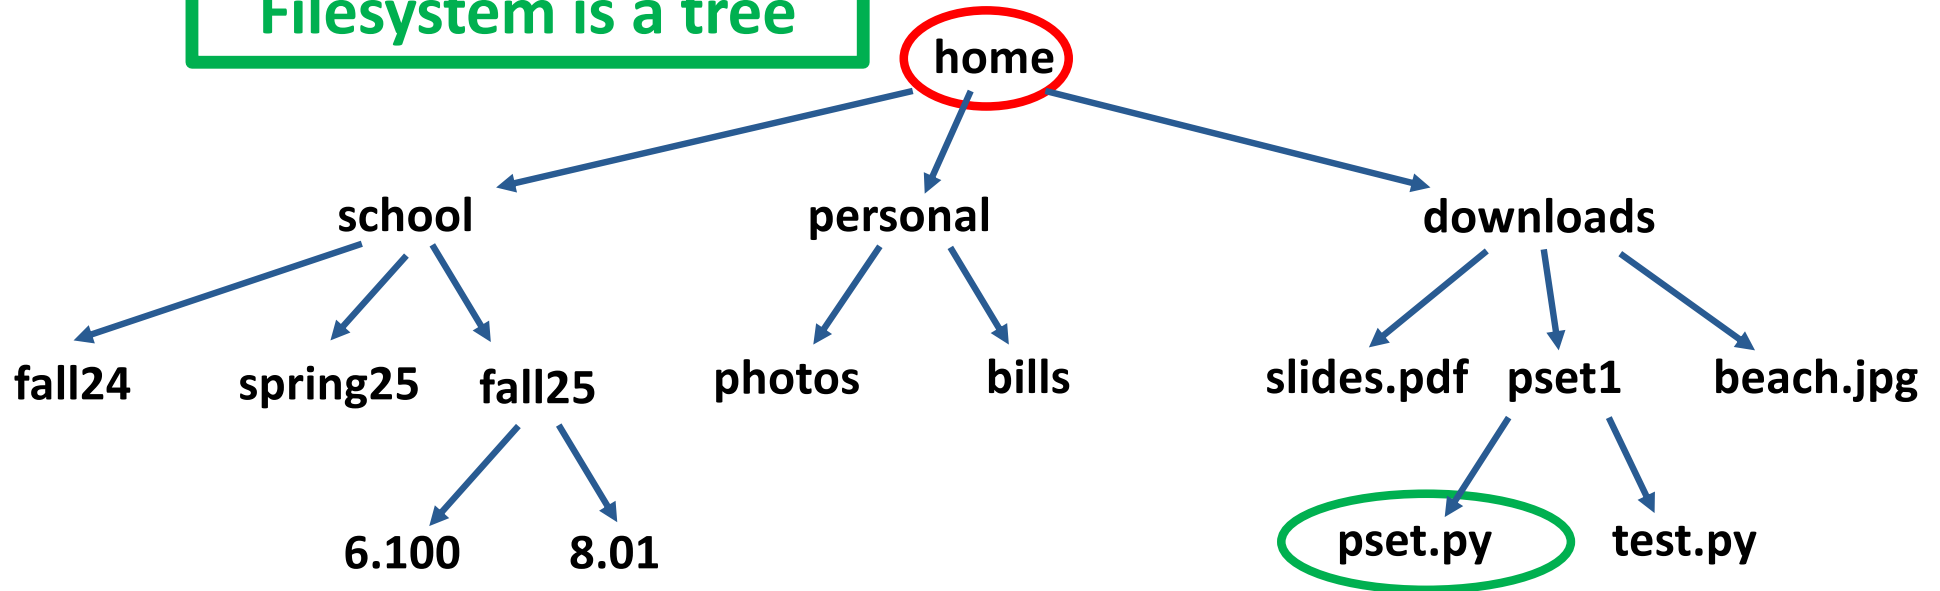 Filesystem is a tree
home
school personal downloads
fall24 spring25 fall25 photos bills slides.pdf pset1 beach.jpg
6.100 8.01 pset.py test.py